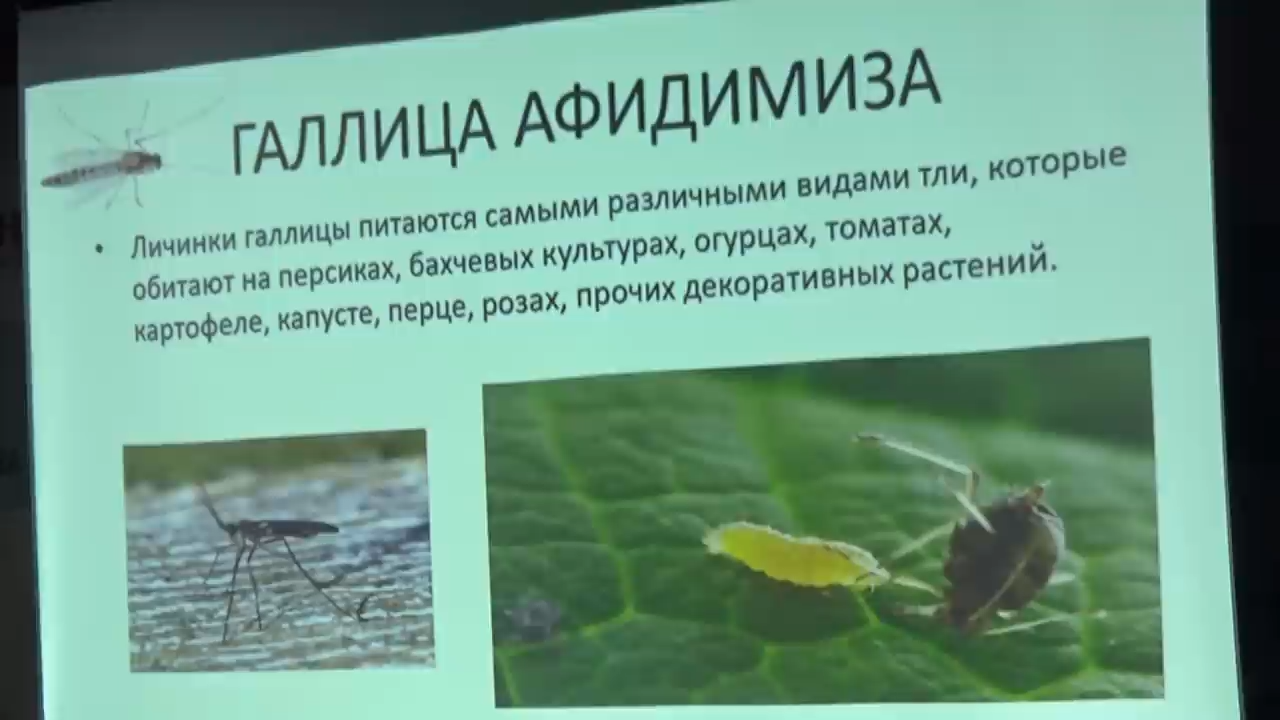 ГАЛЛИЦА АФИДИМИЗА
• Личинки галлицы питаются самыми различными видами тли, которые
обитают на персиках, бахчевых культурах, огурцах, томатах,
картофеле, капусте, перце, розах, прочих декоративных растений.